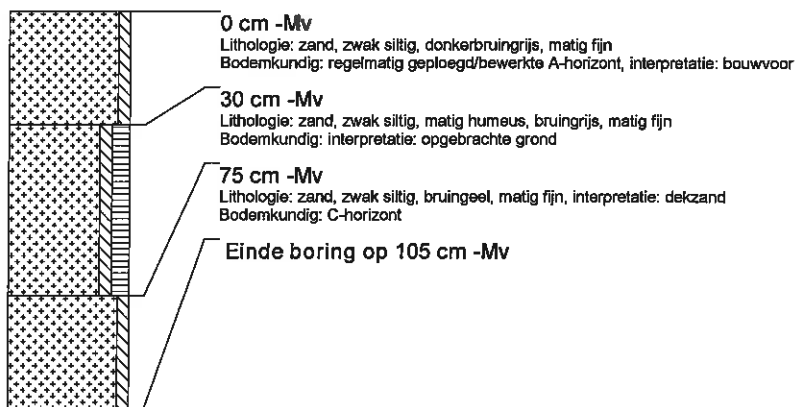 0 cm -Mv
Lithologie: zand, zwak siltig, donkerbruingrijs, matig fijn
Bodemkundig: regelmatig geploegd/bewerkte A-horizont, interpretatie: bouwvoor
30 cm -Mv
Lithologie: zand, zwak siltig, matig humeus, bruingrijs, matig fijn
Bodemkundig: interpretatie: opgebrachte grond
75 cm -Mv
Lithologie: zand, zwak siltig, bruingeel, matig fijn, interpretatie: dekzand
Bodemkundig: C-horizont
Einde boring op 105 cm -Mv